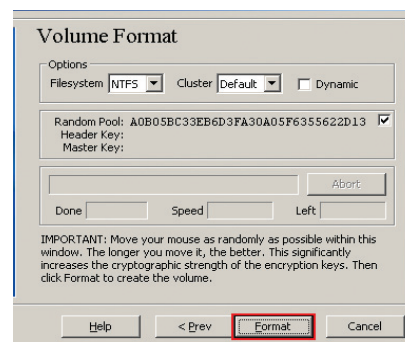 Volume Format
Options
Filesystem NTFS Cluster Default Dynamic
Random Pool: A0B05BC33EB6D3FA30A05F6355622D13
Header Key:
Master Key:
Abort
Done Speed Left
IMPORTANT: Move your mouse as randomly as possible within this
window. The longer you move it, the better. This significantly
increases the cryptographic strength of the encryption keys. Then
click Format to create the volume.
Help < Prev Format Cancel